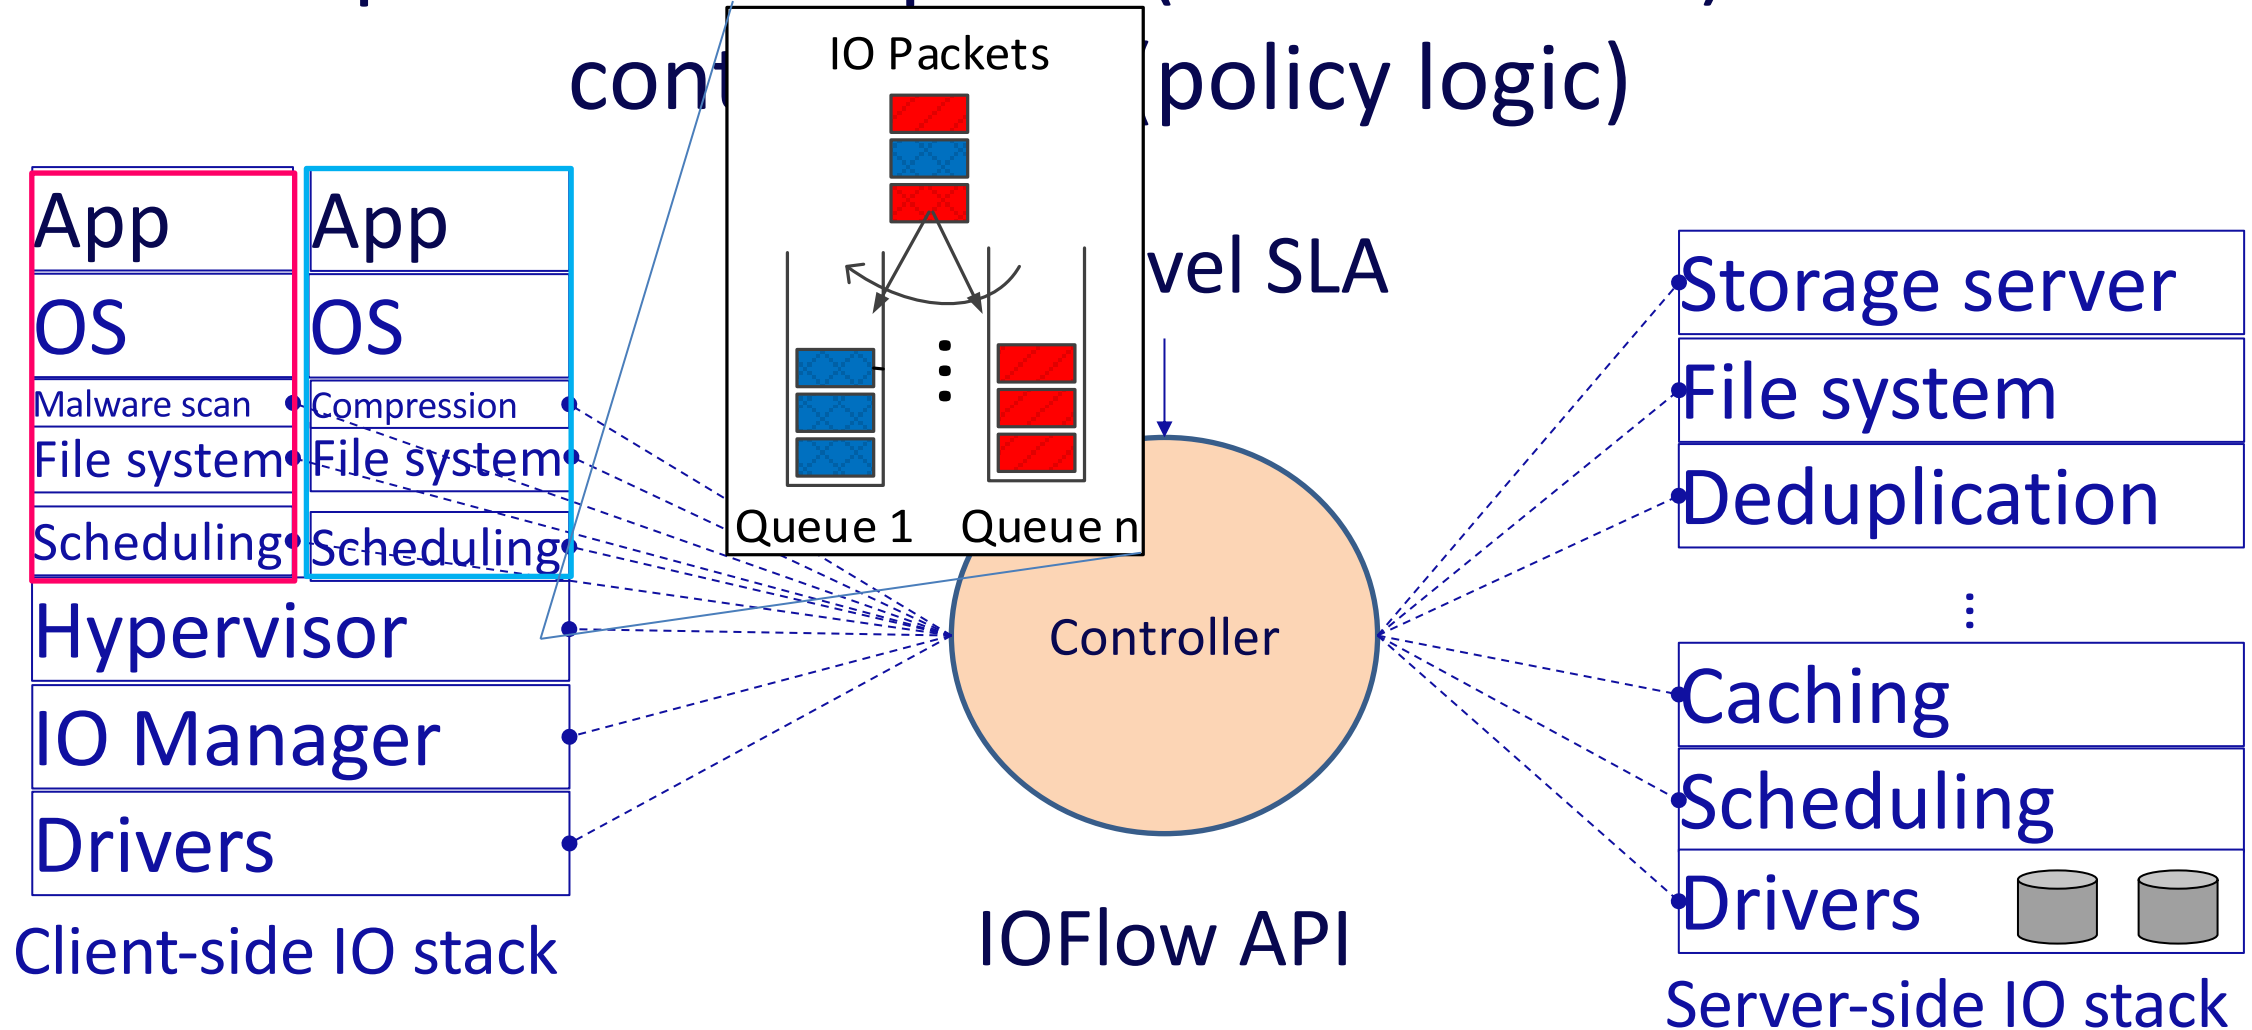 (policy logic)
IO Packets
Queue 1
Queue n
SLA
App
App
OS
OS
Malware scan
Compression
File system
File system
Scheduling
Scheduling
Hypervisor
IO Manager
Drivers
Client-side IO stack
Controller
IOFlow API
Storage server
File system
Deduplication
...
Caching
Scheduling
Drivers
Server-side IO stack